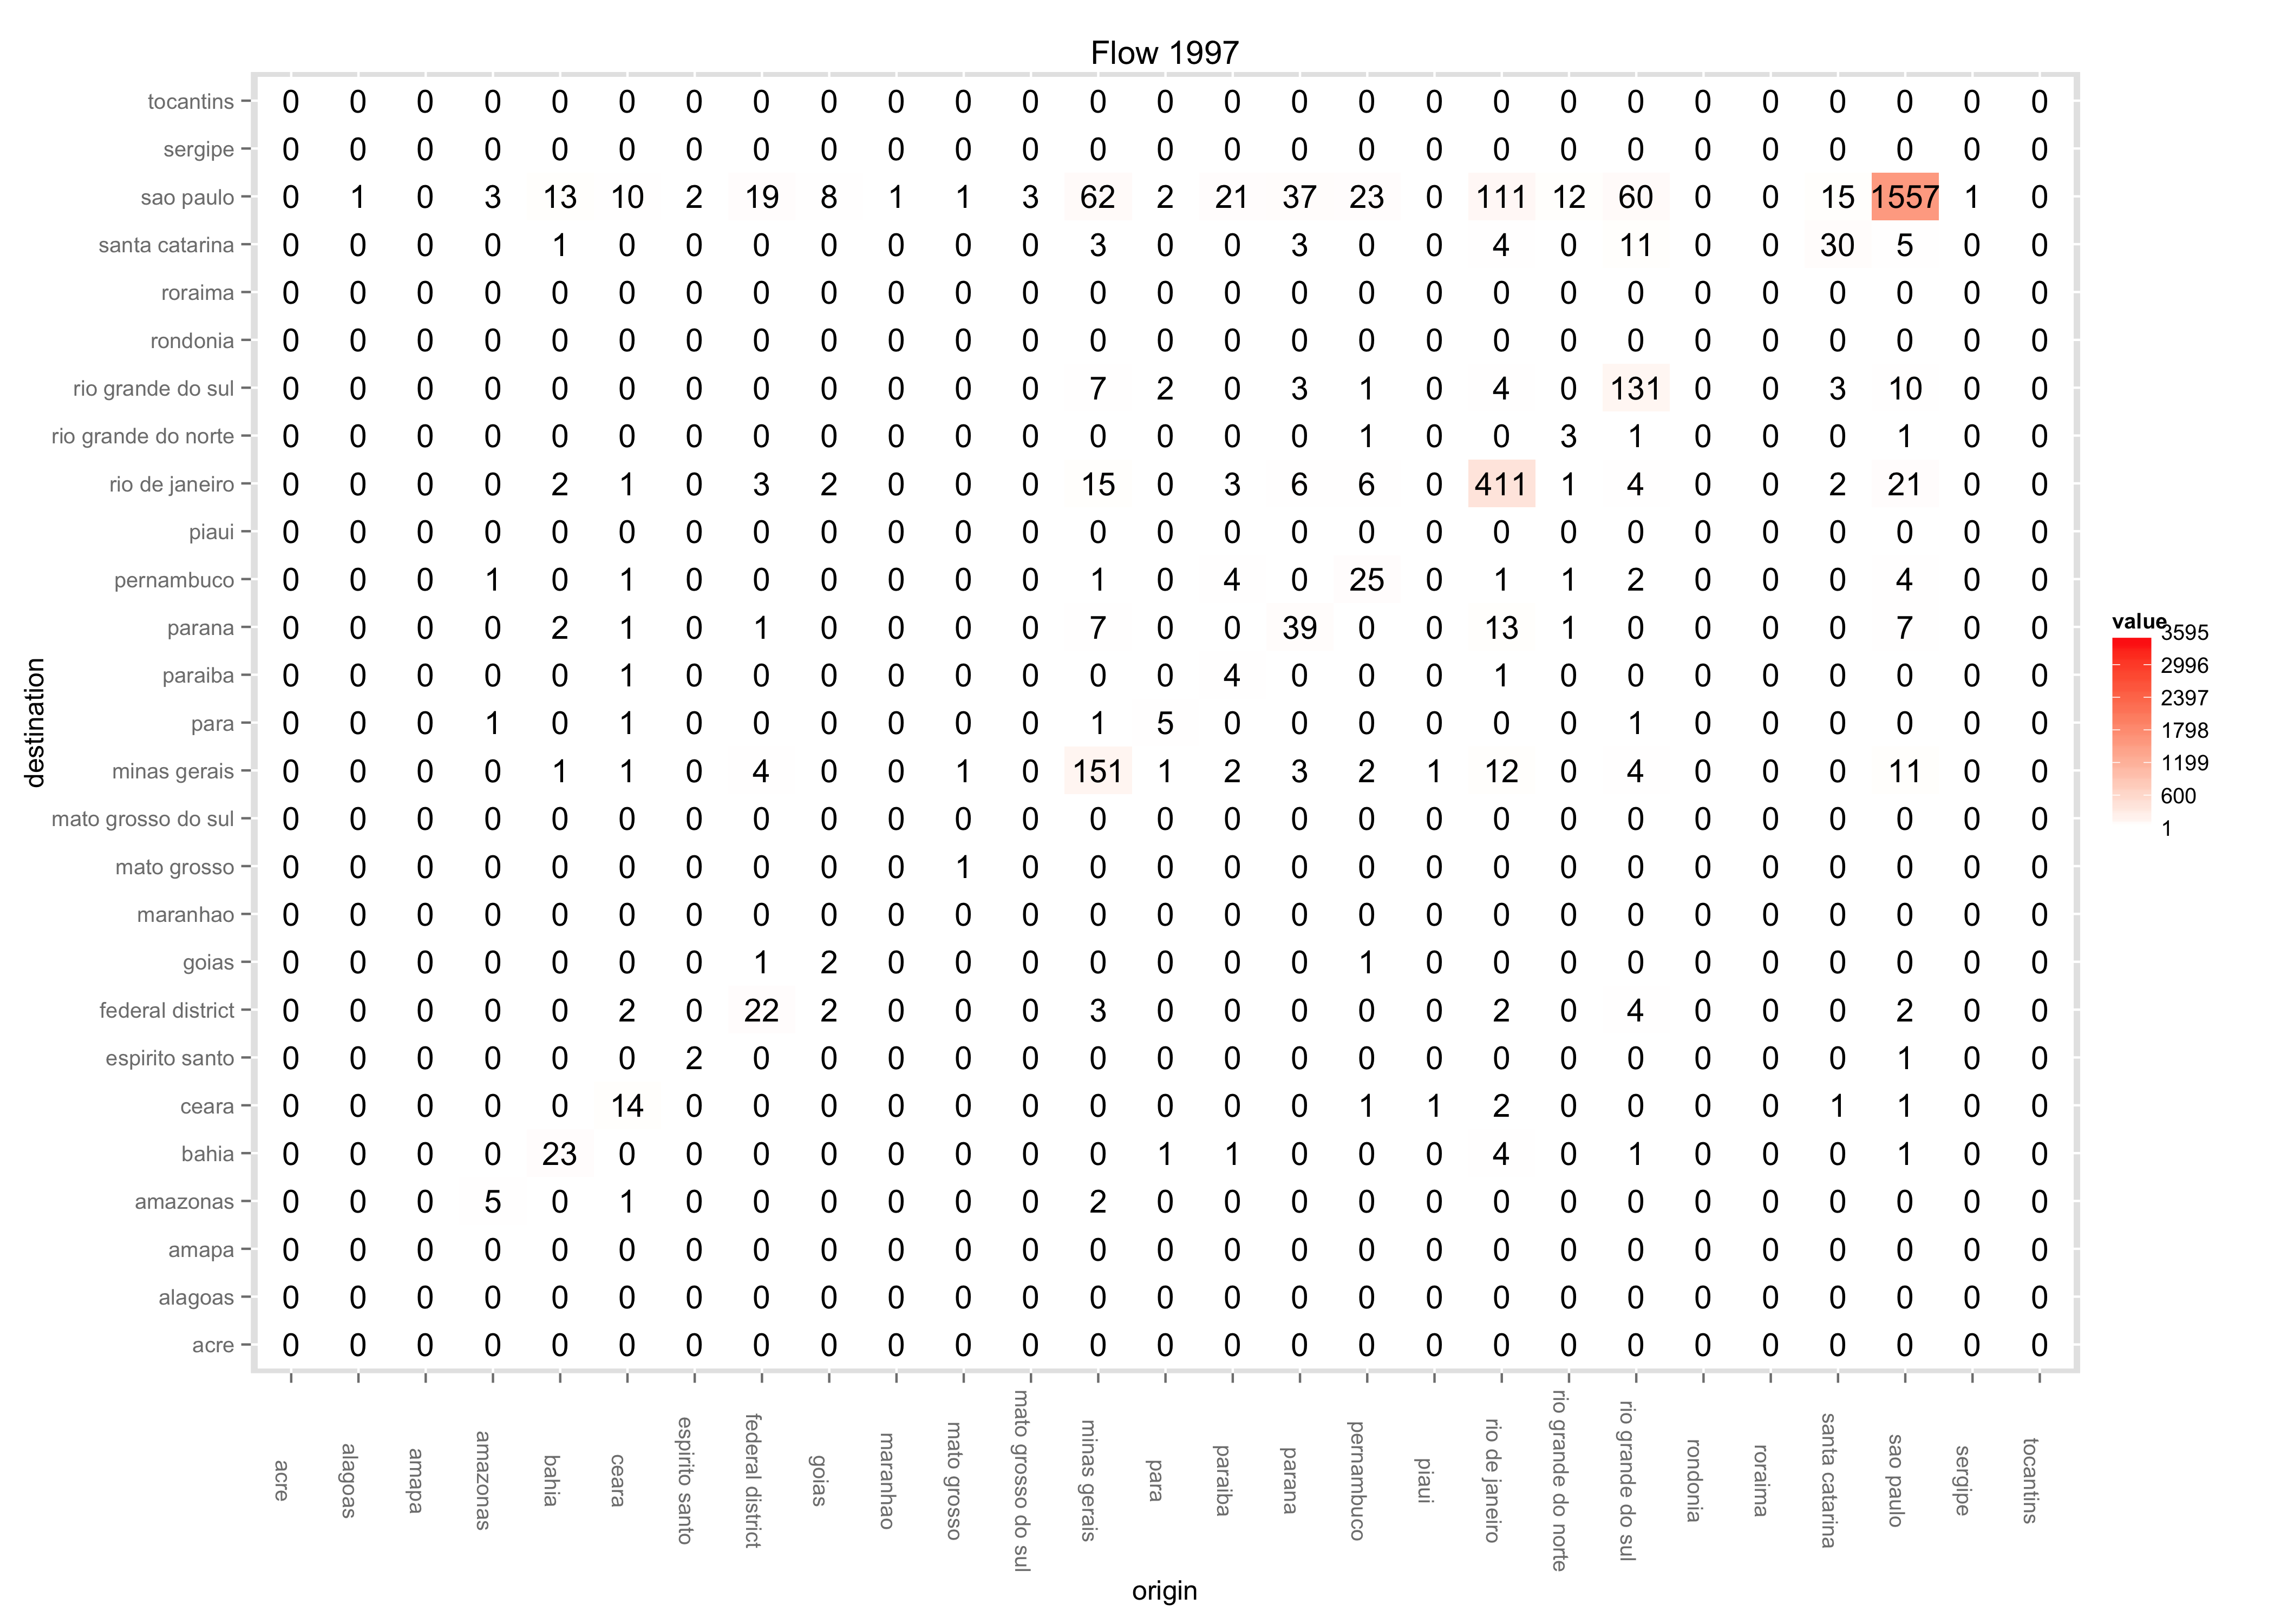 Flow 1997
tocantins 0 0 0 0 0 0 0 0 0 0 0 0 0 0 0 0 0 0 0 0 0 0 0 0 0 0 0
sergipe 0 0 0 0 0 0 0 0 0 0 0 0 0 0 0 0 0 0 0 0 0 0 0 0 0 0 0
sao paulo 0 1 0 3 13 10 2 19 8 1 1 3 62 2 21 37 23 0 111 12 60 0 0 15 1557 1 0
santa catarina 0 0 0 0 1 0 0 0 0 0 0 0 3 0 0 3 0 0 4 0 11 0 0 30 5 0 0
roraima 0 0 0 0 0 0 0 0 0 0 0 0 0 0 0 0 0 0 0 0 0 0 0 0 0 0 0
rondonia 0 0 0 0 0 0 0 0 0 0 0 0 0 0 0 0 0 0 0 0 0 0 0 0 0 0 0
rio grande do sul 0 0 0 0 0 0 0 0 0 0 0 0 7 2 0 3 1 0 4 0 131 0 0 3 10 0 0
rio grande do norte 0 0 0 0 0 0 0 0 0 0 0 0 0 0 0 0 1 0 0 3 1 0 0 0 1 0 0
rio de janeiro 0 0 0 0 2 1 0 3 2 0 0 0 15 0 3 6 6 0 411 1 4 0 0 2 21 0 0
piaui 0 0 0 0 0 0 0 0 0 0 0 0 0 0 0 0 0 0 0 0 0 0 0 0 0 0 0
pernambuco 0 0 0 1 0 1 0 0 0 0 0 0 1 0 4 0 25 0 1 1 2 0 0 0 4 0 0
parana 0 0 0 0 2 1 0 1 0 0 0 0 7 0 0 39 0 0 13 1 0 0 0 0 7 0 0
paraiba 0 0 0 0 0 1 0 0 0 0 0 0 0 0 4 0 0 0 1 0 0 0 0 0 0 0 0
para 0 0 0 1 0 1 0 0 0 0 0 0 1 5 0 0 0 0 0 0 1 0 0 0 0 0 0
minas gerais 0 0 0 0 1 1 0 4 0 0 1 0 151 1 2 3 2 1 12 0 4 0 0 0 11 0 0
mato grosso do sul 0 0 0 0 0 0 0 0 0 0 0 0 0 0 0 0 0 0 0 0 0 0 0 0 0 0 0
mato grosso 0 0 0 0 0 0 0 0 0 0 1 0 0 0 0 0 0 0 0 0 0 0 0 0 0 0 0
maranhao 0 0 0 0 0 0 0 0 0 0 0 0 0 0 0 0 0 0 0 0 0 0 0 0 0 0 0
goias 0 0 0 0 0 0 0 1 2 0 0 0 0 0 0 0 1 0 0 0 0 0 0 0 0 0 0
federal district 0 0 0 0 0 2 0 22 2 0 0 0 3 0 0 0 0 0 2 0 4 0 0 0 2 0 0
espirito santo 0 0 0 0 0 0 2 0 0 0 0 0 0 0 0 0 0 0 0 0 0 0 0 0 1 0 0
ceara 0 0 0 0 0 14 0 0 0 0 0 0 0 0 0 0 1 1 2 0 0 0 0 1 1 0 0
bahia 0 0 0 0 23 0 0 0 0 0 0 0 0 1 1 0 0 0 4 0 1 0 0 0 1 0 0
amazonas 0 0 0 5 0 1 0 0 0 0 0 0 2 0 0 0 0 0 0 0 0 0 0 0 0 0 0
amapa 0 0 0 0 0 0 0 0 0 0 0 0 0 0 0 0 0 0 0 0 0 0 0 0 0 0 0
alagoas 0 0 0 0 0 0 0 0 0 0 0 0 0 0 0 0 0 0 0 0 0 0 0 0 0 0 0
acre 0 0 0 0 0 0 0 0 0 0 0 0 0 0 0 0 0 0 0 0 0 0 0 0 0 0 0
destination
acre
alagoas
amapa
amazonas
bahia
ceara
espirito santo
federal district
goias
maranhao
mato grosso
mato grosso do sul
minas gerais
para
paraiba
parana
pernambuco
piaui
rio de janeiro
rio grande do norte
rio grande do sul
rondonia
roraima
santa catarina
sao paulo
sergipe
tocantins
origin
value
3595
2996
2397
1798
1199
600
1